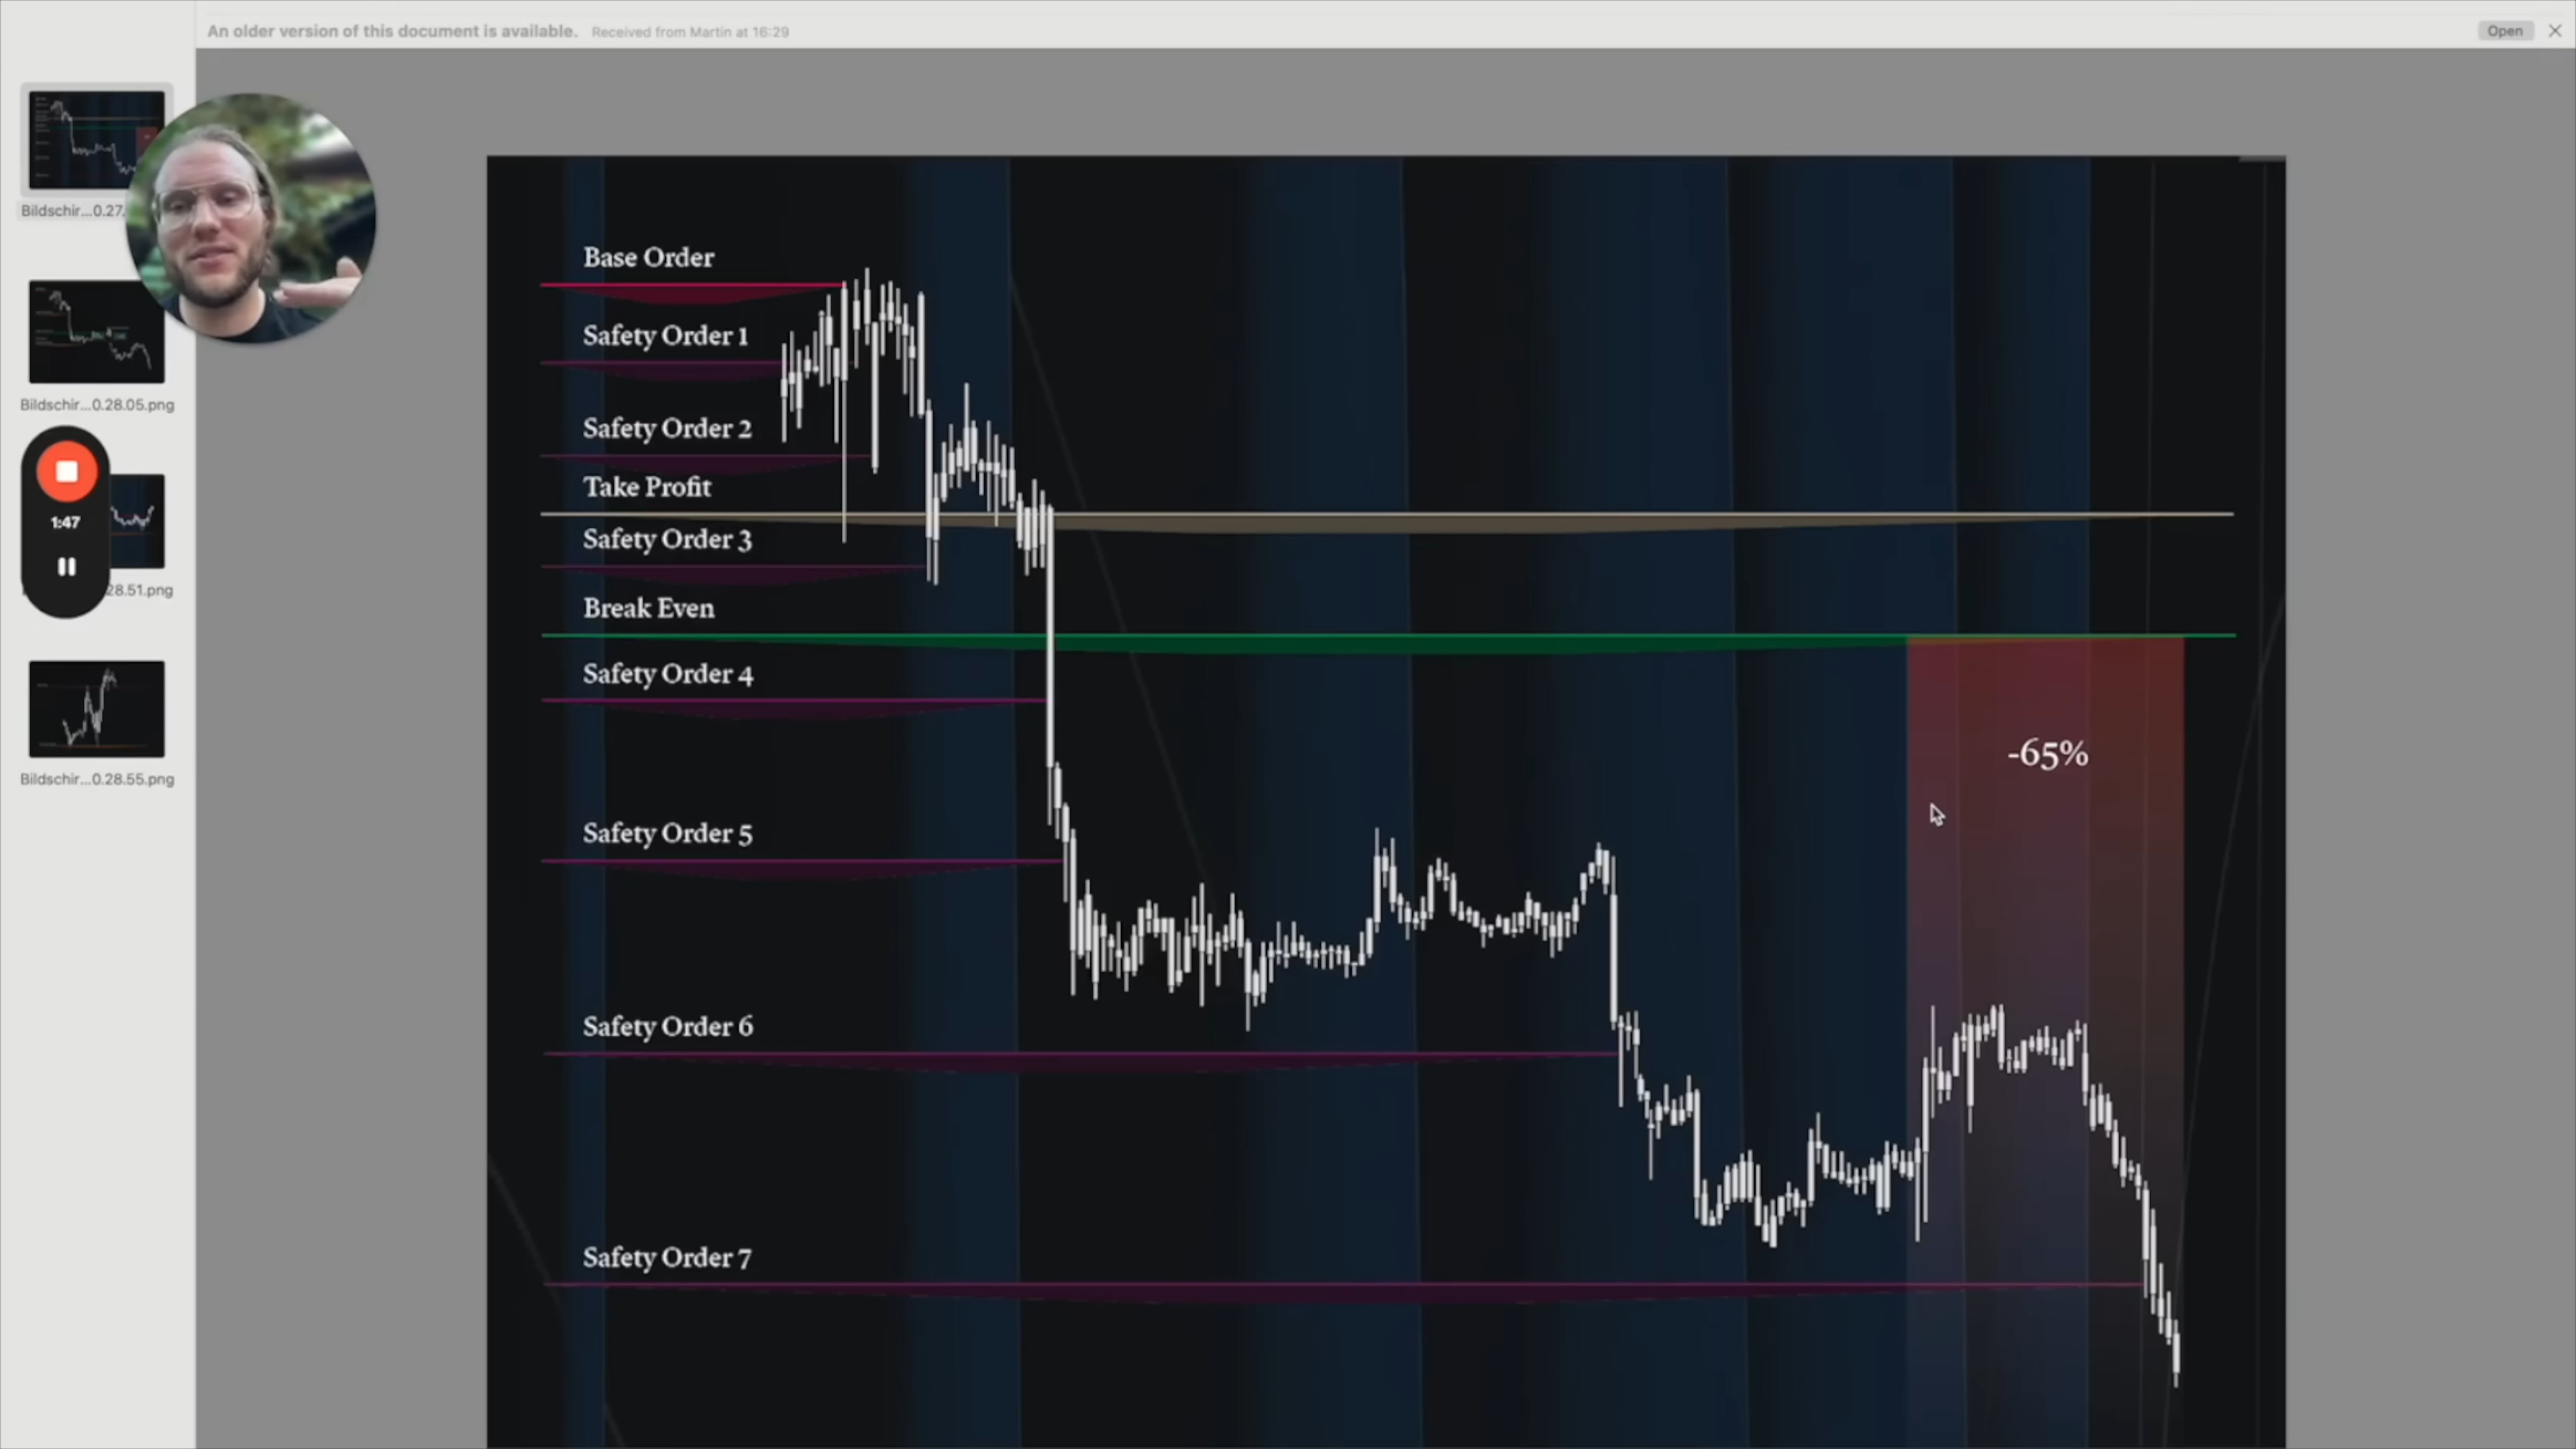 An older version of this document is available. Received from Martin at 16:29
Open
Bildschir...0.27.
Bildschir...0.28.05.png
1:47
28.51.png
Bildschir...0.28.55.png
Base Order
Safety Order 1
Safety Order 2
Take Profit
Safety Order 3
Break Even
Safety Order 4
-65%
Safety Order 5
Safety Order 6
Safety Order 7